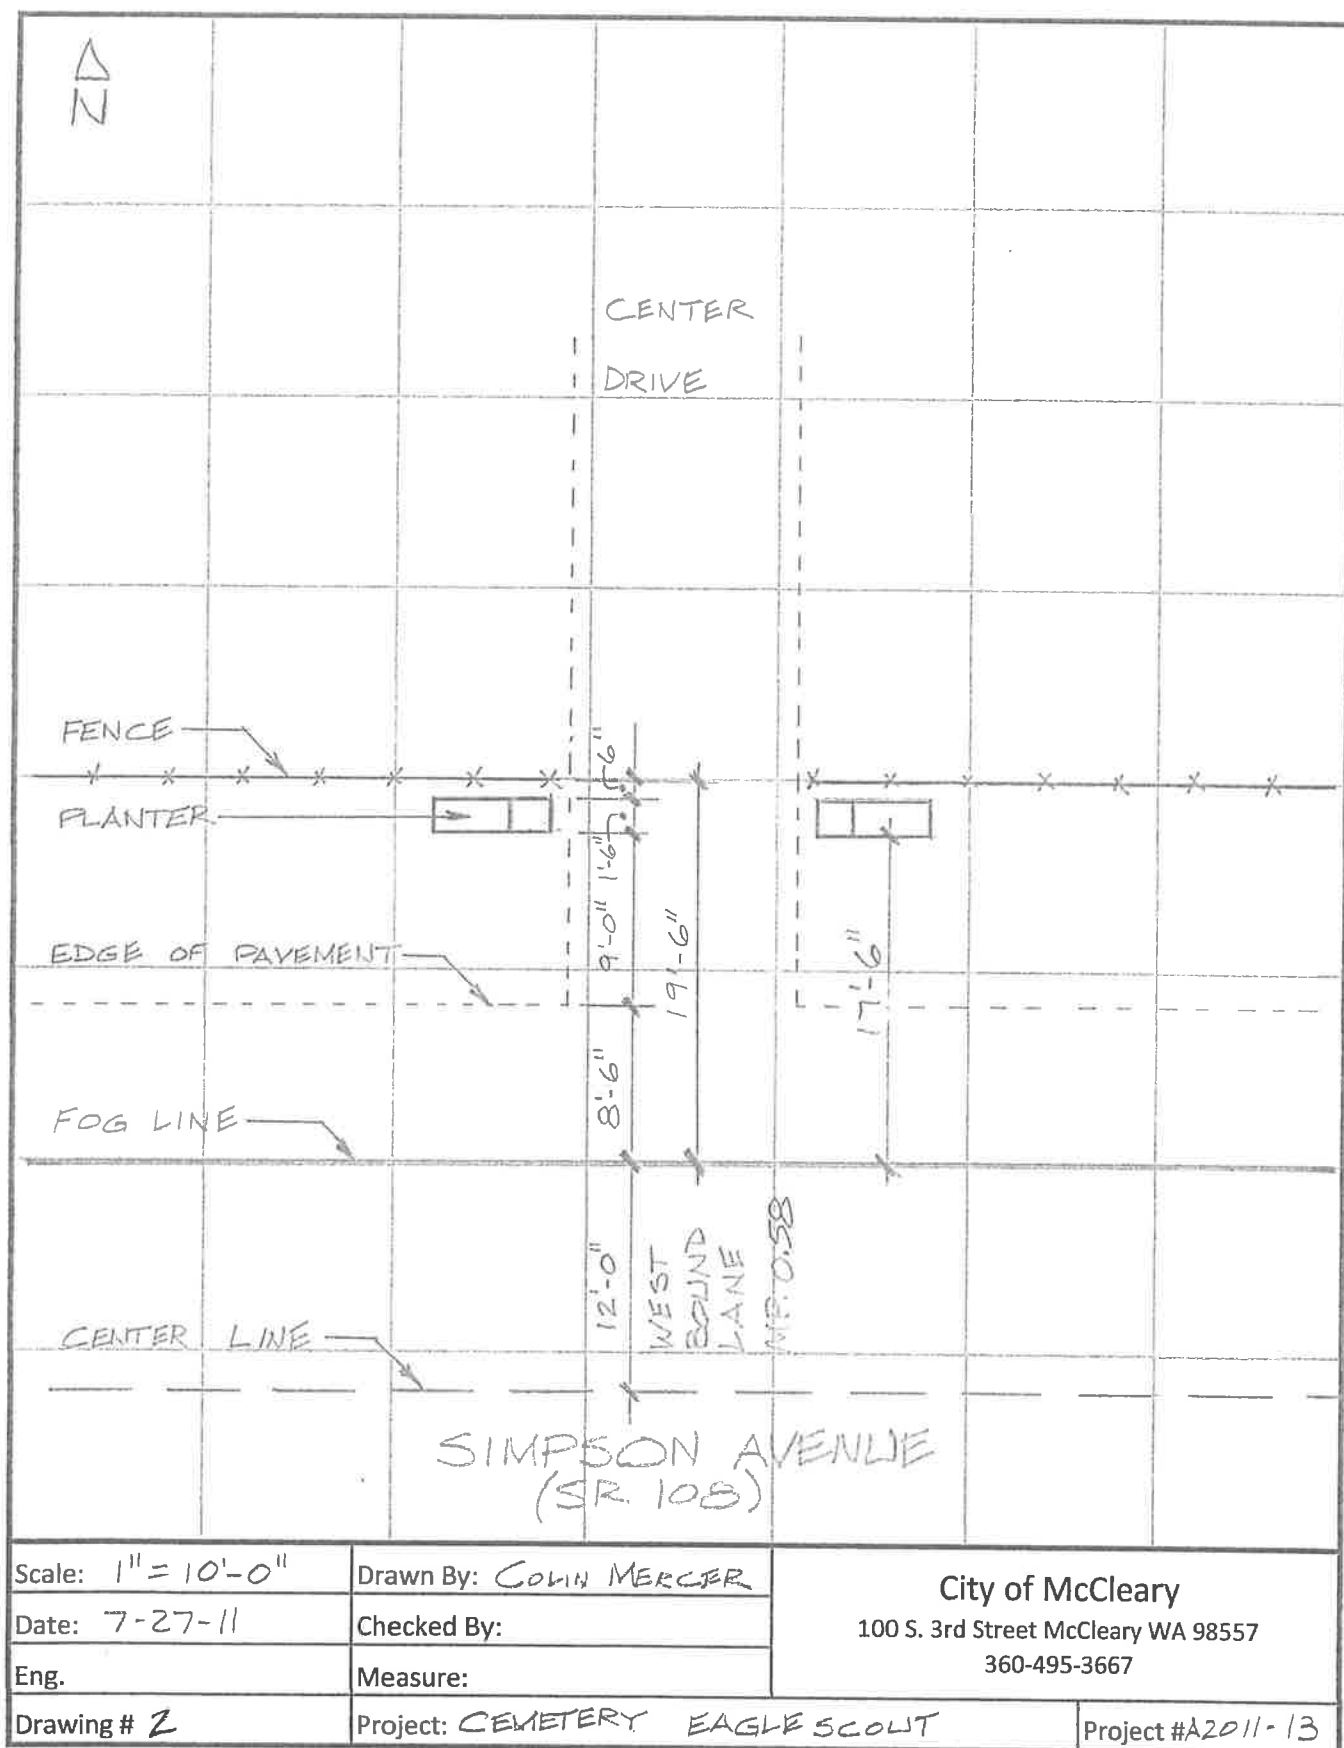 N
CENTER
DRIVE
FENCE
PLANTER
EDGE OF PAVEMENT
FOG LINE
CENTER LINE
1'-6"
9'-0"
8'-6"
12'-0"
19'-6"
17'-6"
WEST
BOUND
LANE
MP. 0.58
SIMPSON AVENUE
(SR. 108)
Scale: 1" = 10'-0"
Drawn By: COLIN MERCER
City of McCleary
Date: 7-27-11
Checked By:
100 S. 3rd Street McCleary WA 98557
Eng.
Measure:
360-495-3667
Drawing # 2
Project: CEMETERY EAGLE SCOUT
Project #A2011-13